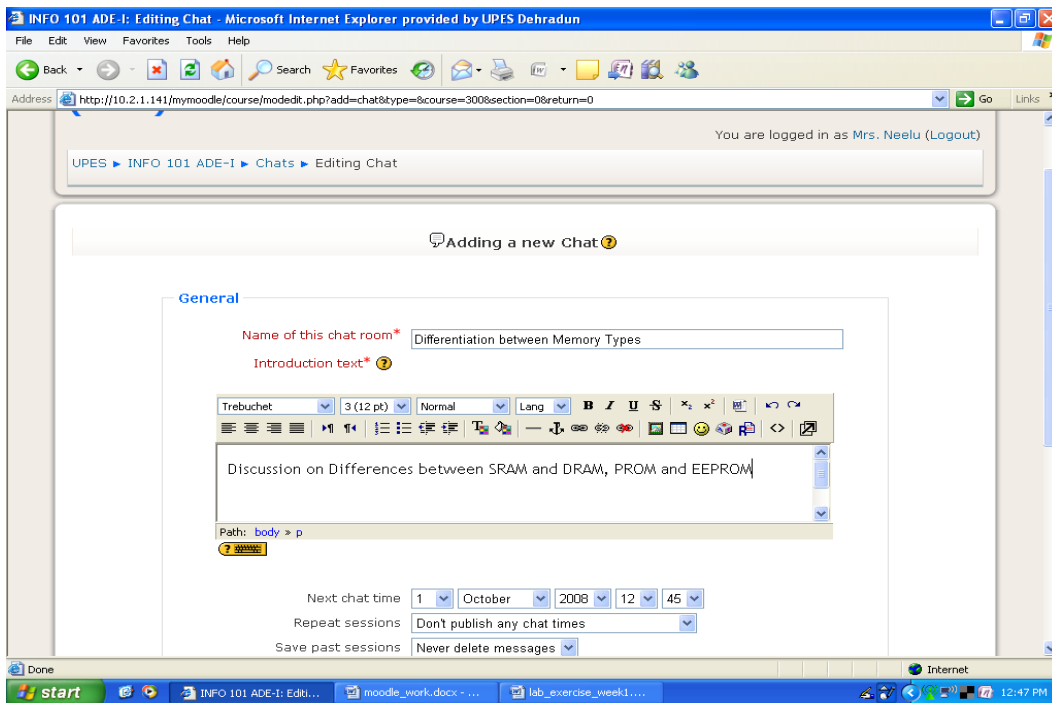 INFO 101 ADE-I: Editing Chat - Microsoft Internet Explorer provided by UPES Dehradun
File Edit View Favorites Tools Help
Back Search Favorites
Address http://10.2.1.141/mymoodle/course/modedit.php?add=chat&type=&course=300&section=0&return=0 Go Links
You are logged in as Mrs. Neelu (Logout)
UPES ► INFO 101 ADE-I ► Chats ► Editing Chat
Adding a new Chat
General
Name of this chat room* Differentiation between Memory Types
Introduction text*
Trebuchet 3 (12 pt) Normal Lang B I U S x₂ x²
Discussion on Differences between SRAM and DRAM, PROM and EEPROM
Path: body » p
Next chat time 1 October 2008 12 45
Repeat sessions Don't publish any chat times
Save past sessions Never delete messages
Done Internet
start INFO 101 ADE-I: Editi... moodle_work.docx - ... lab_exercise_week1.... 12:47 PM